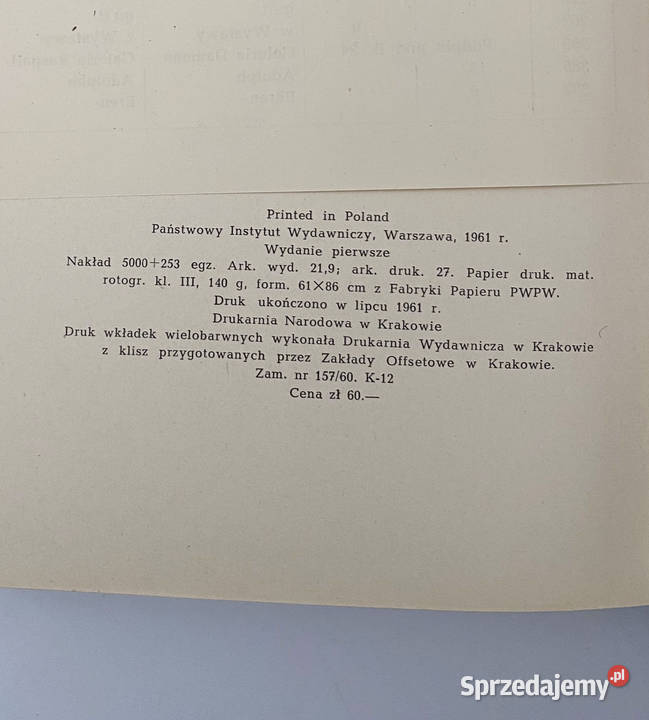 Printed in Poland
Państwowy Instytut Wydawniczy, Warszawa, 1961 r.
Wydanie pierwsze
Nakład 5000+253 egz. Ark. wyd. 21,9; ark. druk. 27. Papier druk. mat.
rotogr. kl. III, 140 g, form. 61×86 cm z Fabryki Papieru PWPW.
Druk ukończono w lipcu 1961 r.
Drukarnia Narodowa w Krakowie
Druk wkładek wielobarwnych wykonała Drukarnia Wydawnicza w Krakowie
z klisz przygotowanych przez Zakłady Offsetowe w Krakowie.
Zam. nr 157/60. K-12
Cena zł 60.—
Sprzedajemy.pl